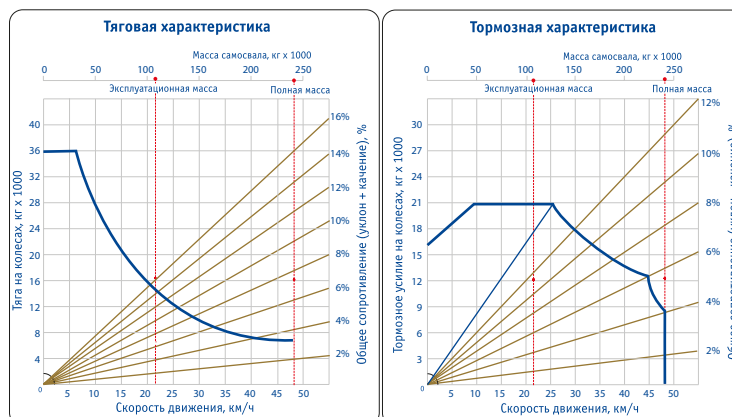 Тяговая характеристика
Масса самосвала, кг x 1000
0 50 100 150 200 250
Эксплуатационная масса
Полная масса
Тяга на колесах, кг x 1000
40
36
32
28
24
20
16
12
8
4
0
16%
14%
12%
10%
8%
6%
4%
2%
Общее сопротивление (уклон + качение), %
5 10 15 20 25 30 35 40 45 50
Скорость движения, км/ч
Тормозная характеристика
Масса самосвала, кг x 1000
0 50 100 150 200 250
Эксплуатационная масса
Полная масса
Тормозное усилие на колесах, кг x 1000
30
27
24
21
18
15
12
9
6
3
0
12%
10%
8%
6%
4%
2%
5 10 15 20 25 30 35 40 45 50
Скорость движения, км/ч